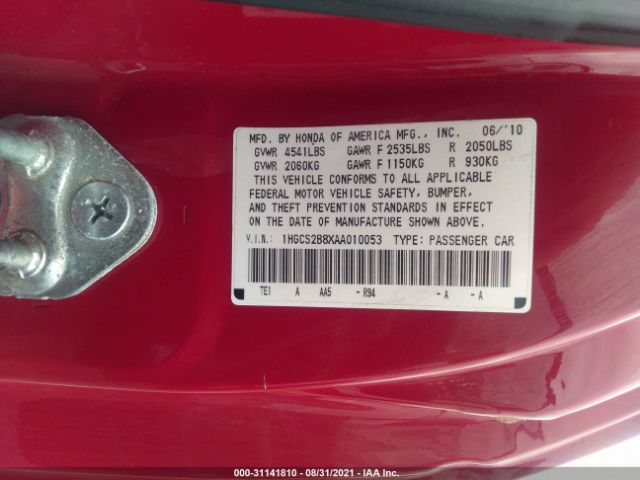 MFD. BY HONDA OF AMERICA MFG., INC. 06/'10
GVWR 4541LBS GAWR F 2535LBS R 2050LBS
GVWR 2060KG GAWR F 1150KG R 930KG
THIS VEHICLE CONFORMS TO ALL APPLICABLE
FEDERAL MOTOR VEHICLE SAFETY, BUMPER,
AND THEFT PREVENTION STANDARDS IN EFFECT
ON THE DATE OF MANUFACTURE SHOWN ABOVE.
V.I.N.: 1HGCS2B8XAA010053 TYPE: PASSENGER CAR
TE1 A AA5 - R94 - A - A
000-31141810 - 08/31/2021 - IAA Inc.